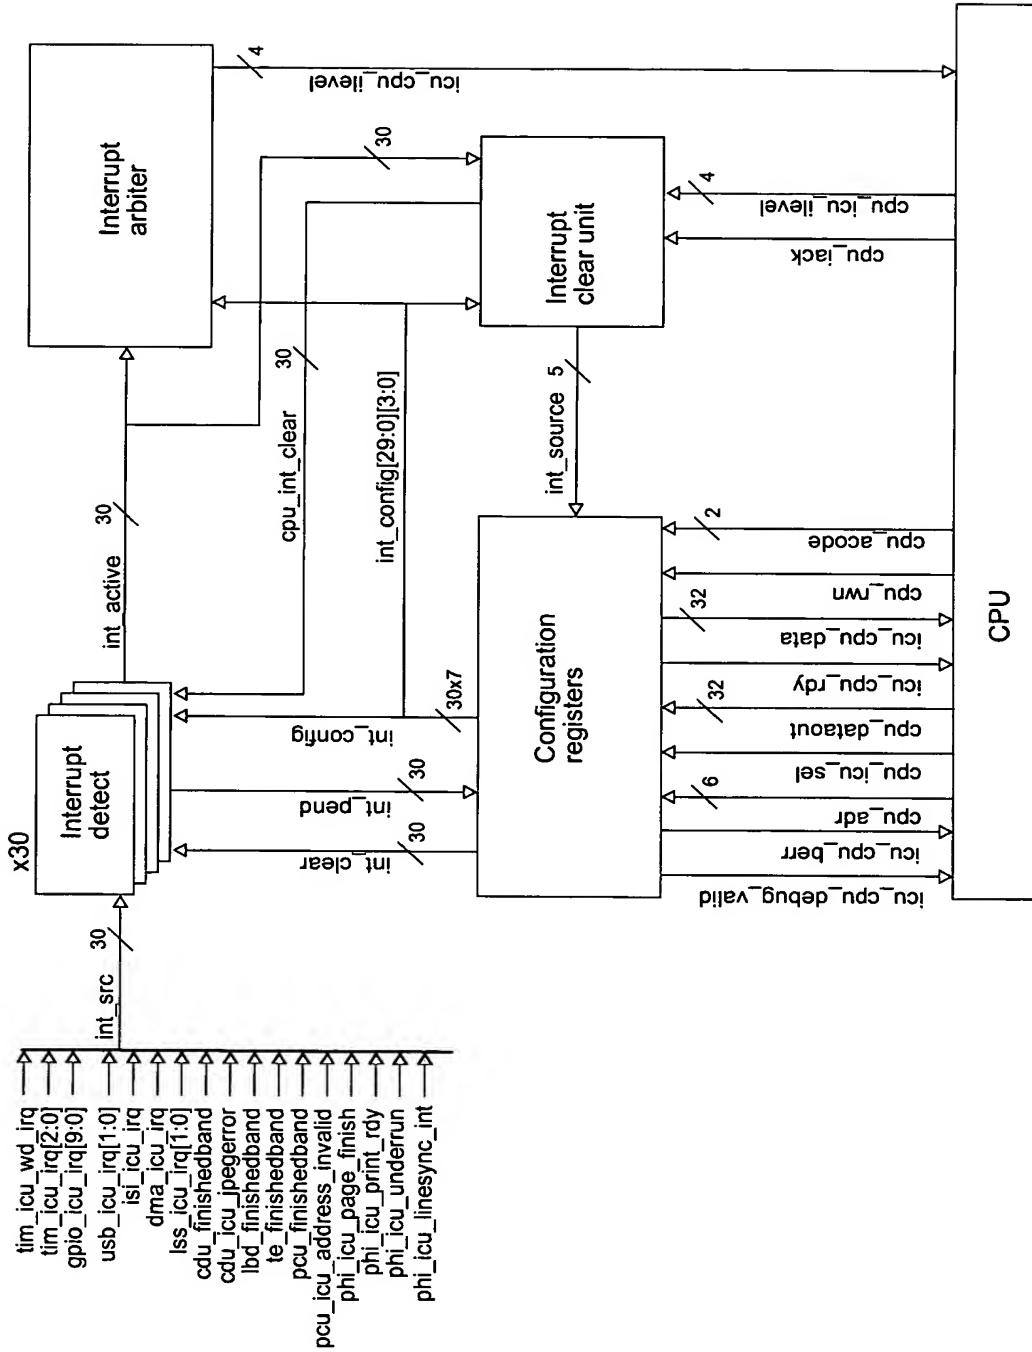 tim_icu_wd_irq
tim_icu_irq[2:0]
gpio_icu_irq[9:0]
usb_icu_irq[1:0]
isi_icu_irq
dma_icu_irq
lss_icu_irq[1:0]
cdu_finishedband
cdu_icu_jpegerror
lbd_finishedband
te_finishedband
pcu_finishedband
pcu_icu_address_invalid
phi_icu_page_finish
phi_icu_print_rdy
phi_icu_underrun
phi_icu_linesync_int
int_src
30
x30
Interrupt
detect
int_active
30
Interrupt
arbiter
4
icu_cpu_ilevel
30
cpu_int_clear
30
int_config[29:0][3:0]
Interrupt
clear unit
4
cpu_icu_ilevel
cpu_iack
int_source
5
int_config
30x7
int_pend
30
int_clear
30
Configuration
registers
2
cpu_acode
cpu_rwn
32
icu_cpu_data
icu_cpu_rdy
32
cpu_dataout
cpu_icu_sel
6
cpu_adr
icu_cpu_berr
icu_cpu_debug_valid
CPU